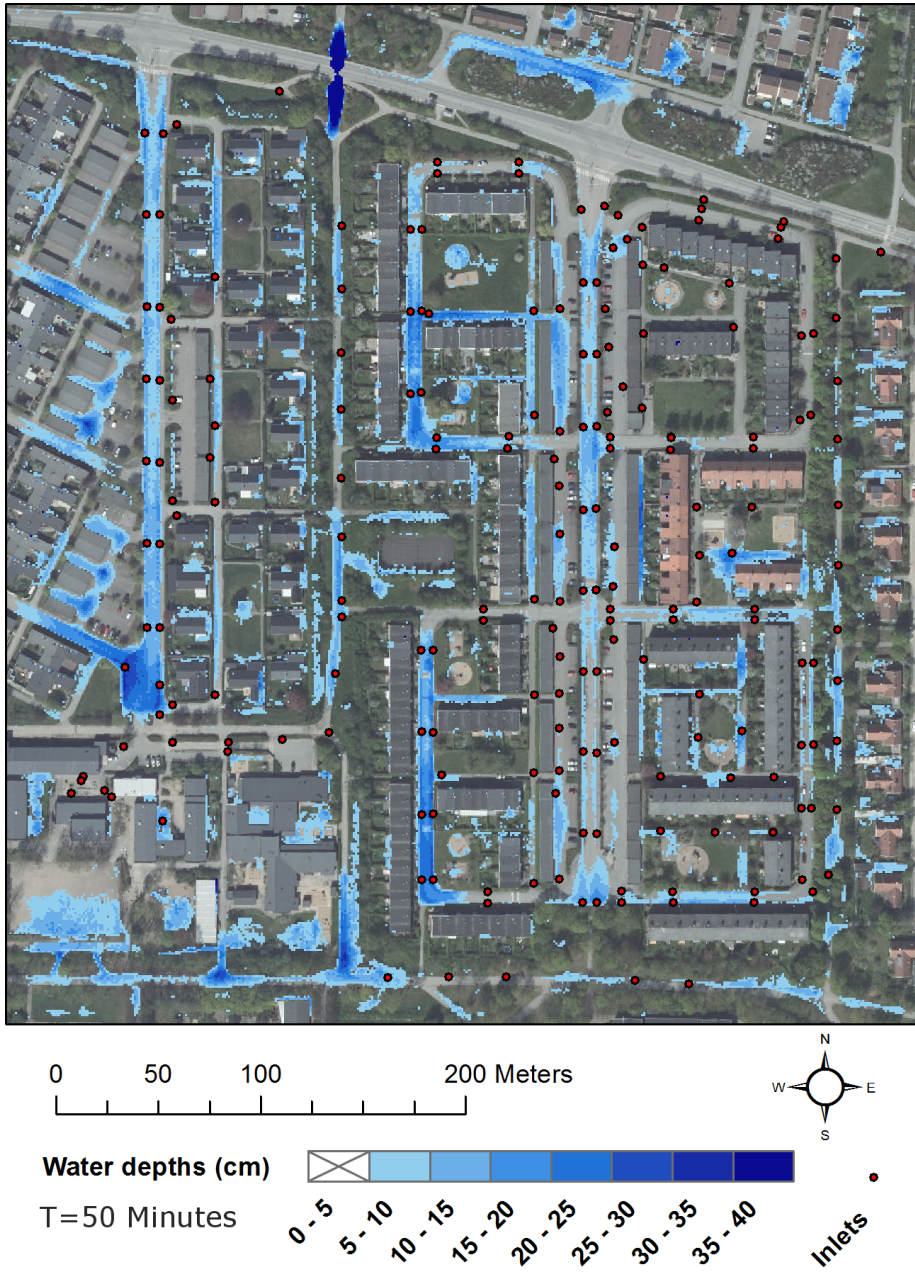 N
0 50 100 200 Meters
W E
S
Water depths (cm)
T=50 Minutes
0 - 5 5 - 10 10 - 15 15 - 20 20 - 25 25 - 30 30 - 35 35 - 40 Inlets